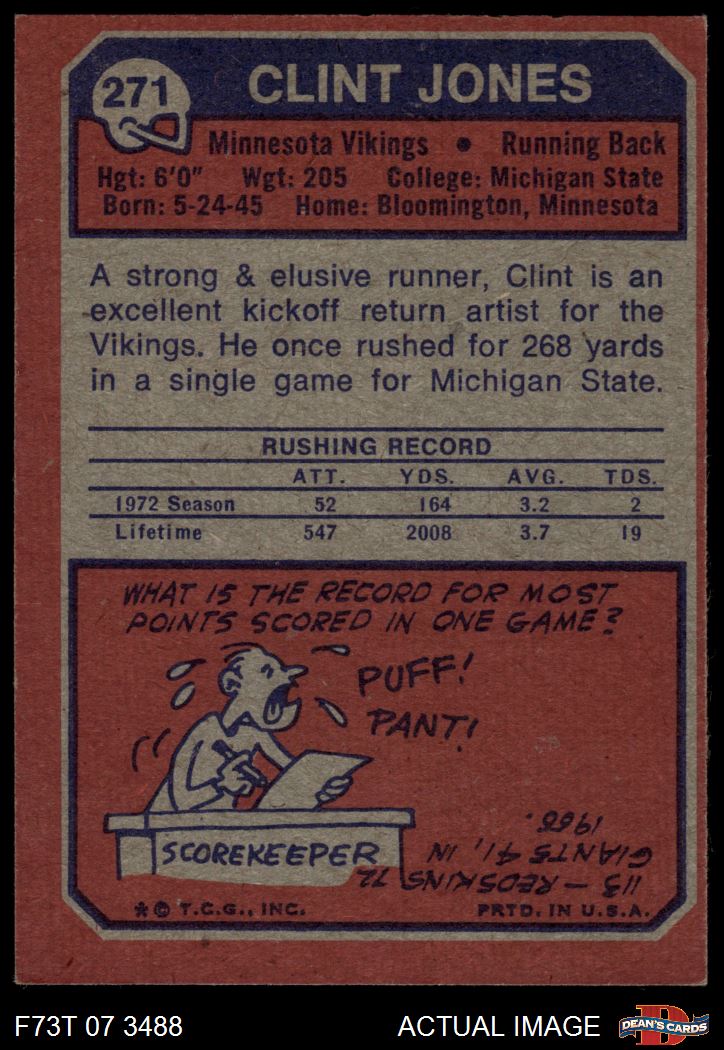 271
CLINT JONES
Minnesota Vikings • Running Back
Hgt: 6'0" Wgt: 205 College: Michigan State
Born: 5-24-45 Home: Bloomington, Minnesota
A strong & elusive runner, Clint is an
excellent kickoff return artist for the
Vikings. He once rushed for 268 yards
in a single game for Michigan State.
RUSHING RECORD
ATT. YDS. AVG. TDS.
1972 Season 52 164 3.2 2
Lifetime 547 2008 3.7 19
WHAT IS THE RECORD FOR MOST
POINTS SCORED IN ONE GAME?
PUFF!
PANT!
SCOREKEEPER
113 — REDSKINS 72
GIANTS 41, IN
1966.
* © T.C.G., INC. PRTD. IN U.S.A.
F73T 07 3488 ACTUAL IMAGE
D
DEAN'S CARDS